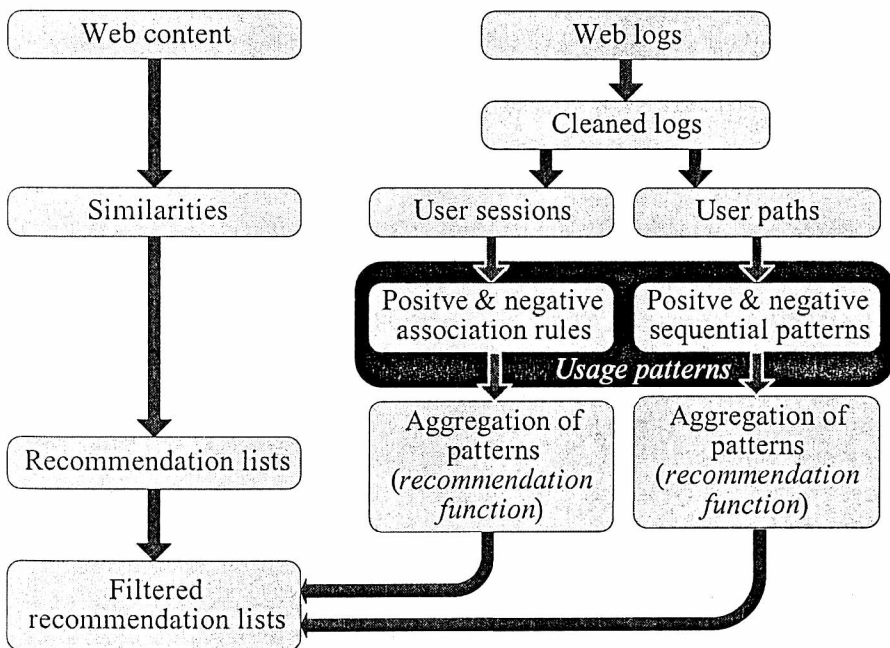 Web content
Web logs
Cleaned logs
Similarities
User sessions
User paths
Positve & negative
association rules
Positve & negative
sequential patterns
Usage patterns
Recommendation lists
Aggregation of
patterns
(recommendation
function)
Aggregation of
patterns
(recommendation
function)
Filtered
recommendation lists